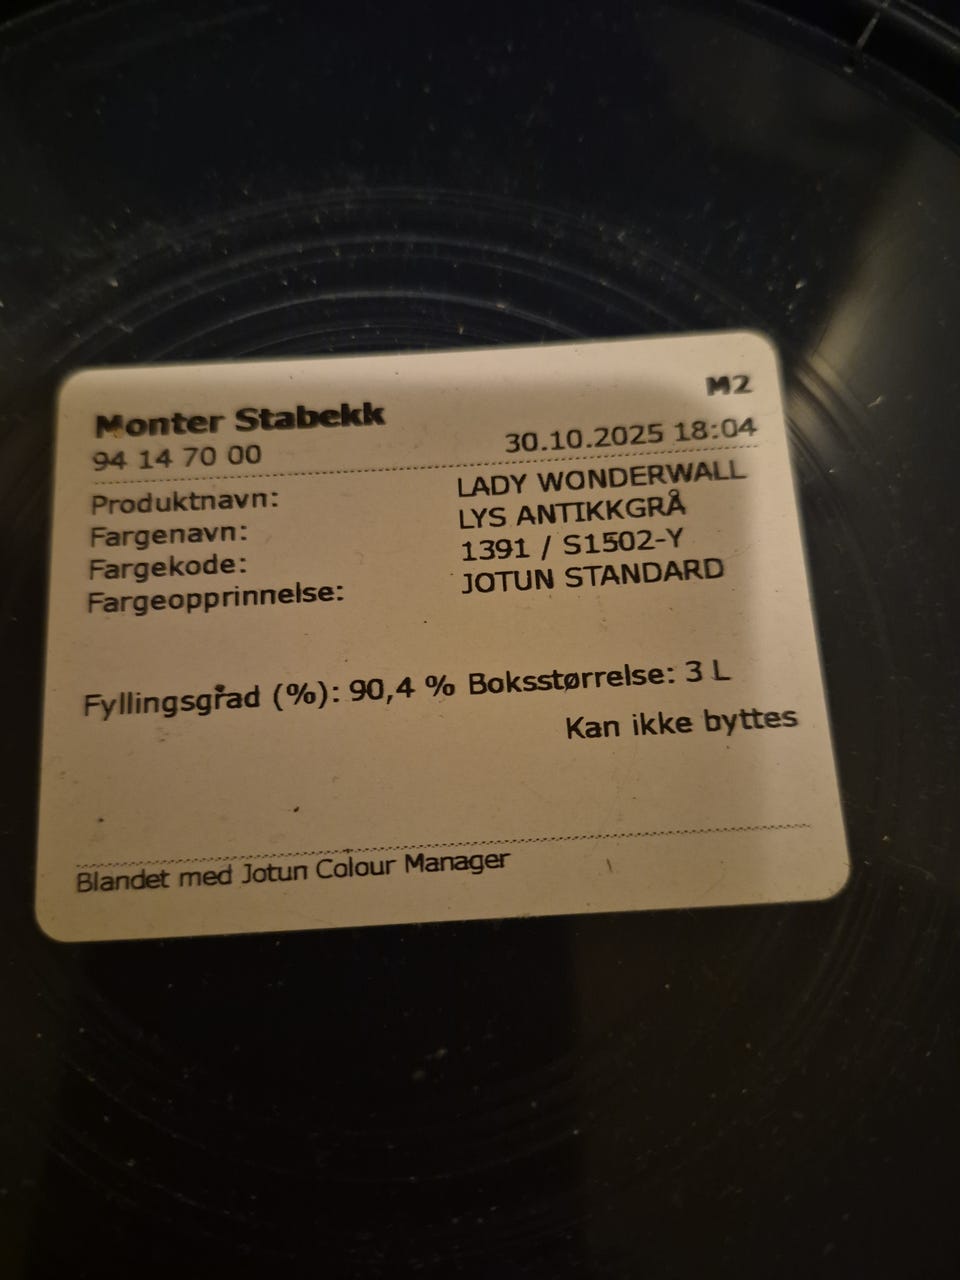 M2
Monter Stabekk
94 14 70 00 30.10.2025 18:04
Produktnavn: LADY WONDERWALL
Fargenavn: LYS ANTIKKGRÅ
Fargekode: 1391 / S1502-Y
Fargeopprinnelse: JOTUN STANDARD
Fyllingsgrad (%): 90,4 % Boksstørrelse: 3 L
Kan ikke byttes
Blandet med Jotun Colour Manager